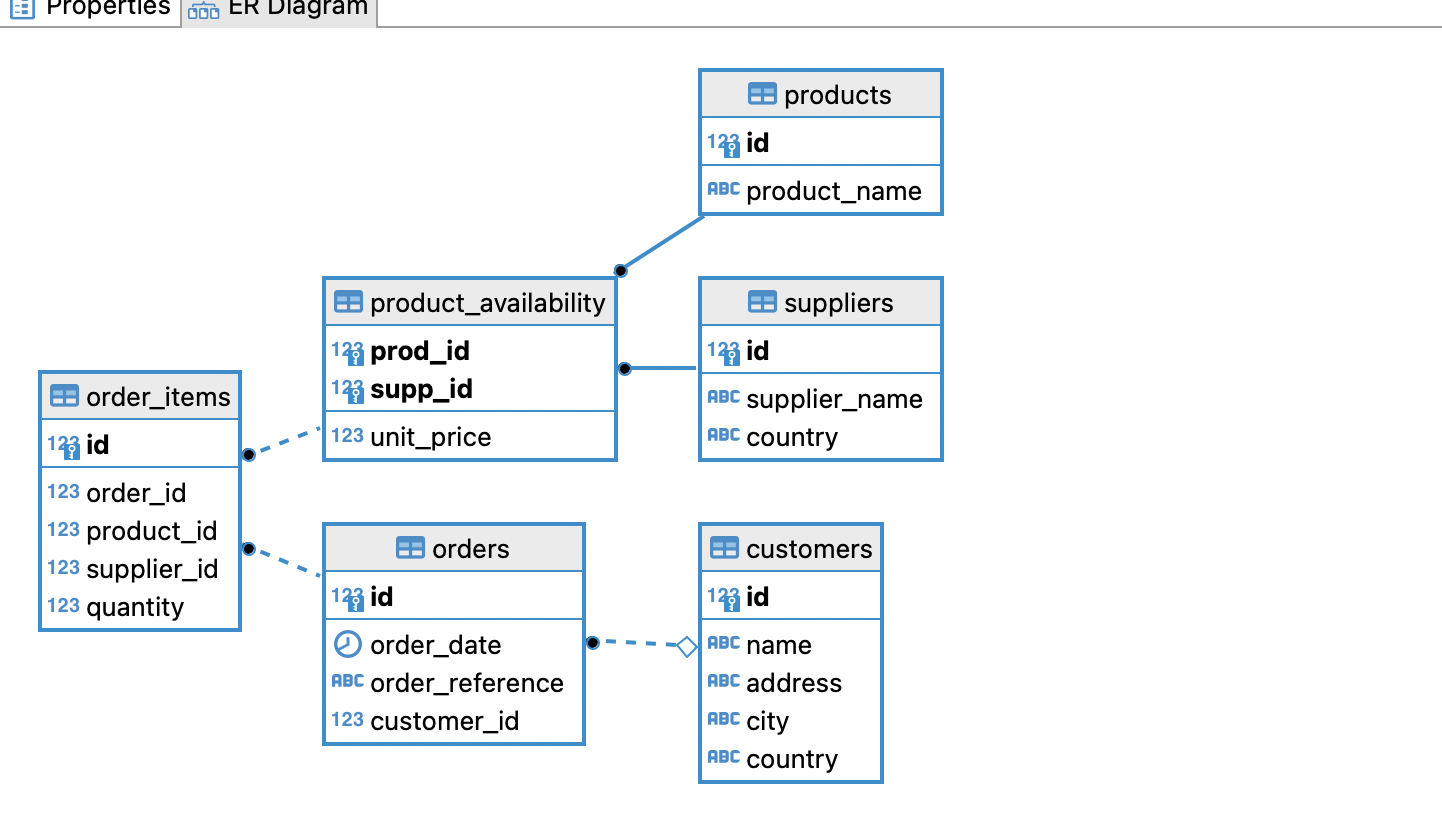 Properties
ER Diagram
products
123 id
ABC product_name
product_availability
123 prod_id
123 supp_id
123 unit_price
suppliers
123 id
ABC supplier_name
ABC country
order_items
123 id
123 order_id
123 product_id
123 supplier_id
123 quantity
orders
123 id
order_date
ABC order_reference
123 customer_id
customers
123 id
ABC name
ABC address
ABC city
ABC country